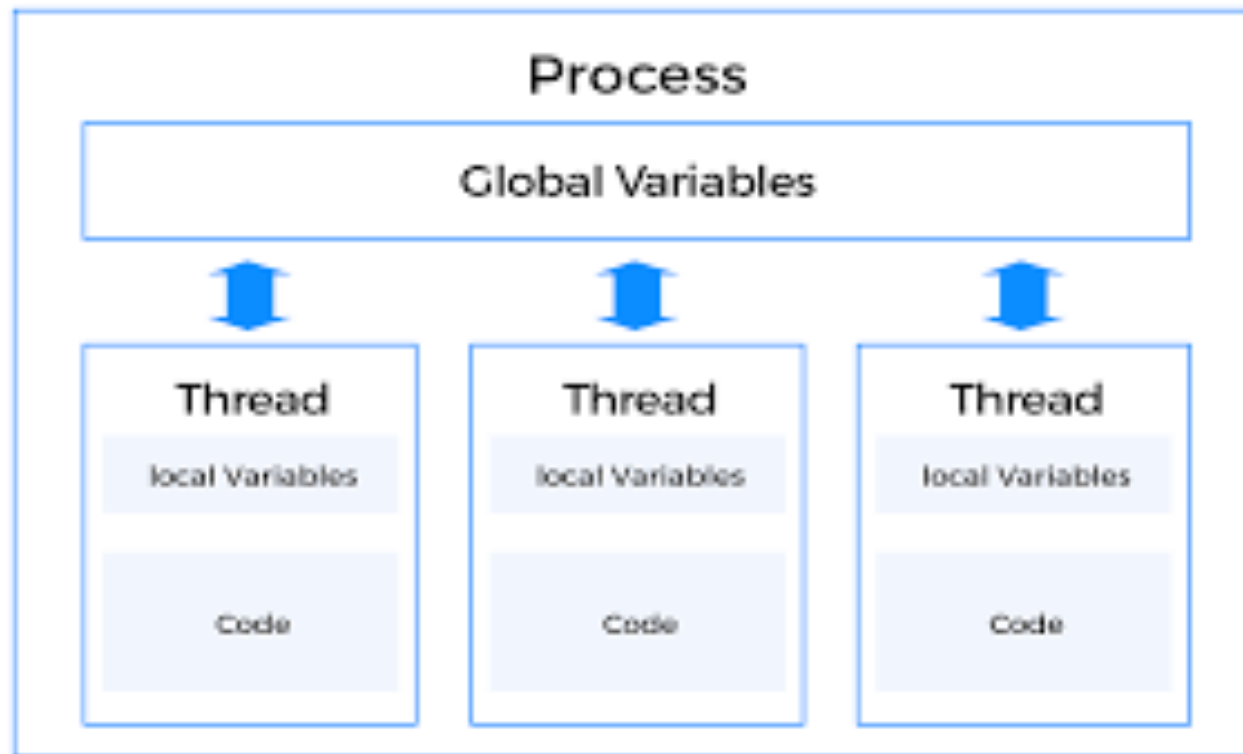 Process
Global Variables
Thread
local Variables
Code
Thread
local Variables
Code
Thread
local Variables
Code